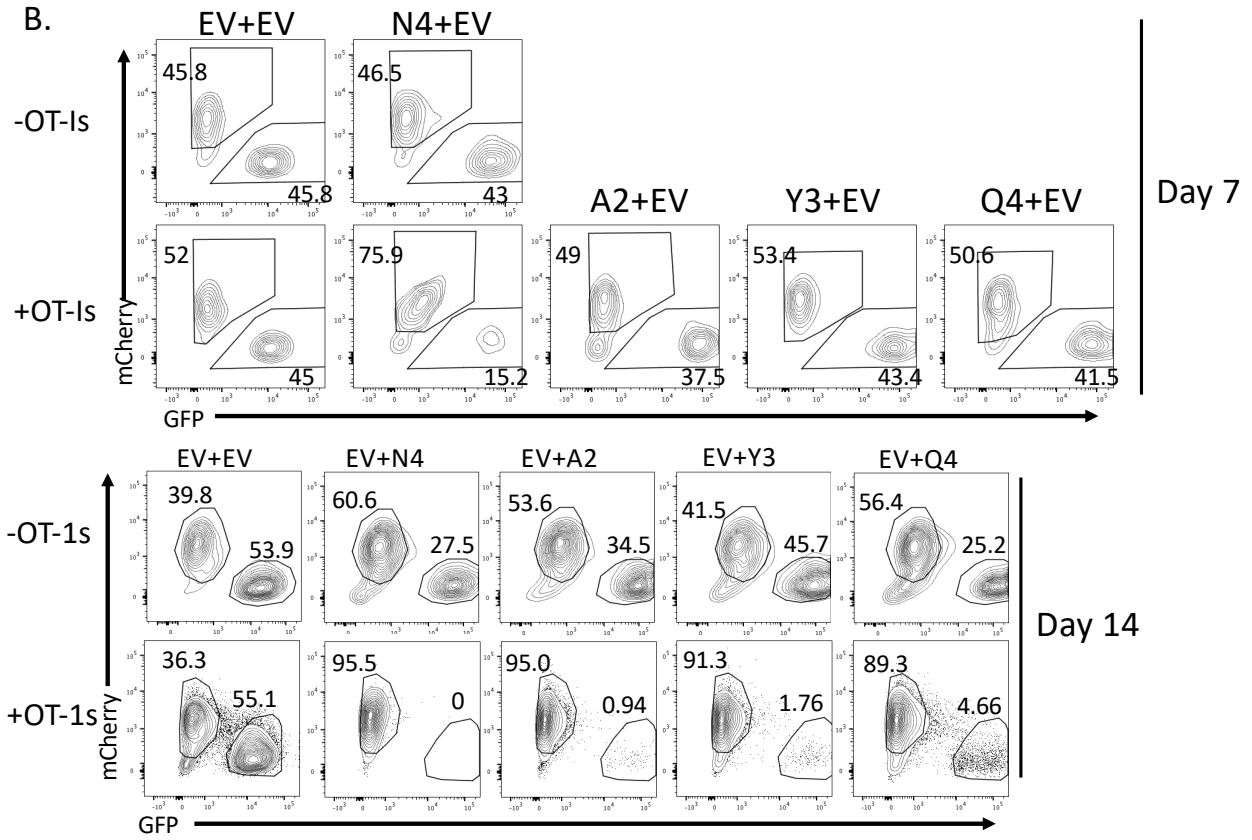 B.
EV+EV N4+EV
-OT-Is
45.8
45.8
46.5
43
A2+EV Y3+EV Q4+EV
Day 7
+OT-Is
52
45
75.9
15.2
49
37.5
53.4
43.4
50.6
41.5
mCherry
GFP
EV+EV EV+N4 EV+A2 EV+Y3 EV+Q4
-OT-1s
39.8
53.9
60.6
27.5
53.6
34.5
41.5
45.7
56.4
25.2
Day 14
+OT-1s
36.3
55.1
95.5
0
95.0
0.94
91.3
1.76
89.3
4.66
mCherry
GFP